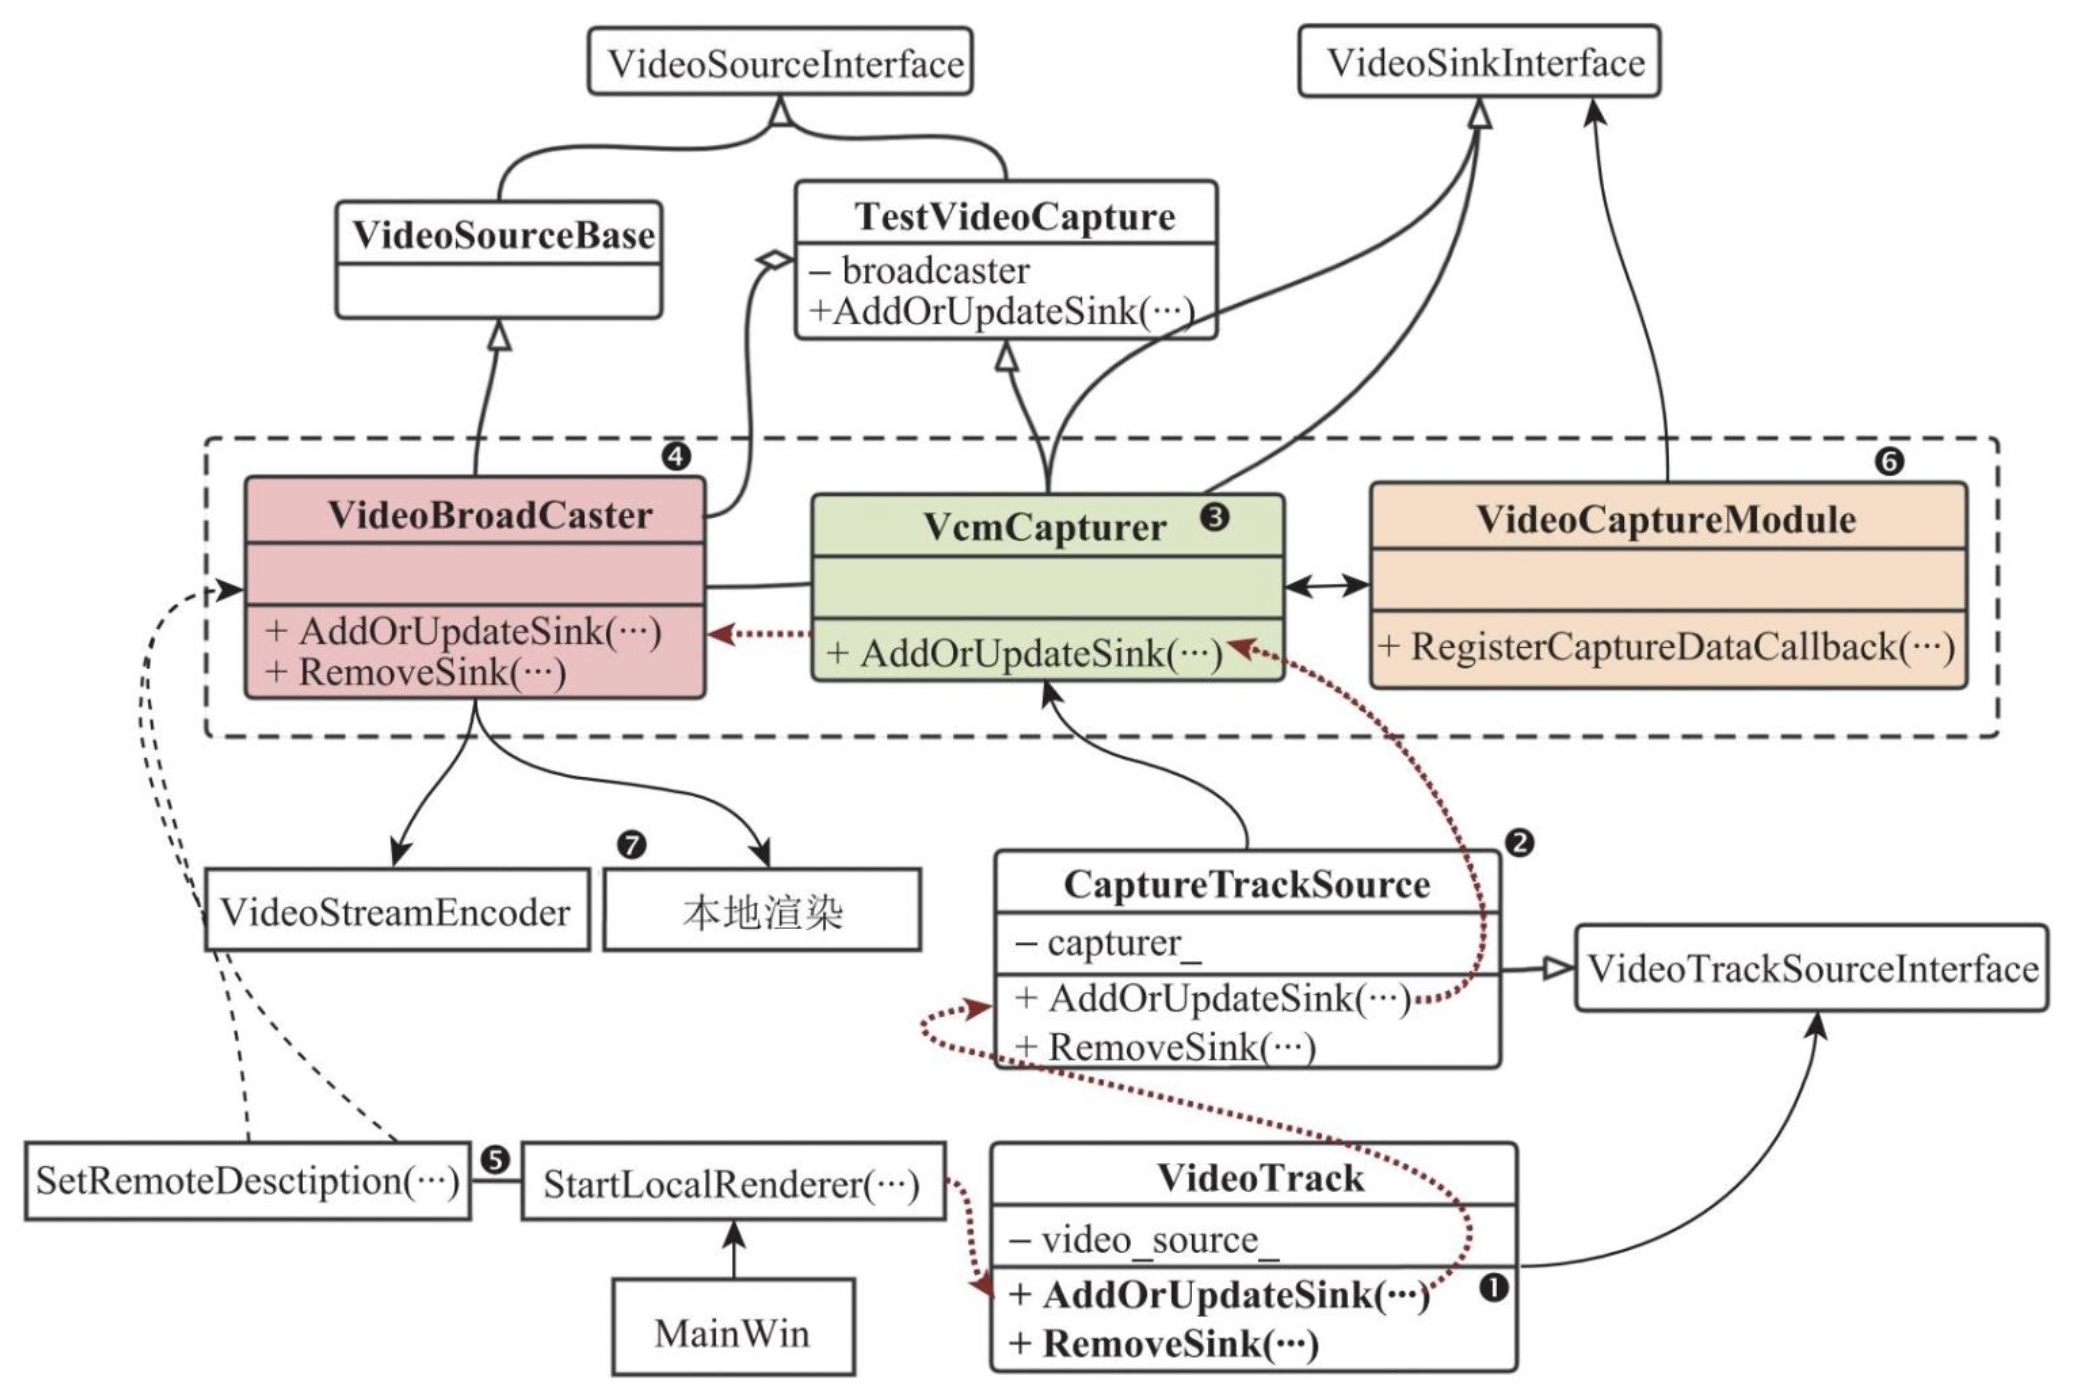 VideoSourceInterface
VideoSinkInterface
VideoSourceBase
TestVideoCapture
– broadcaster
+AddOrUpdateSink(···)
❹
VideoBroadCaster
+ AddOrUpdateSink(···)
+ RemoveSink(···)
VcmCapturer
❸
+ AddOrUpdateSink(···)
❻
VideoCaptureModule
+ RegisterCaptureDataCallback(···)
VideoStreamEncoder
❼
本地渲染
❷
CaptureTrackSource
– capturer_
+ AddOrUpdateSink(···)
+ RemoveSink(···)
VideoTrackSourceInterface
SetRemoteDesctiption(···)
❺
StartLocalRenderer(···)
MainWin
VideoTrack
– video_source_
❶
+ AddOrUpdateSink(···)
+ RemoveSink(···)